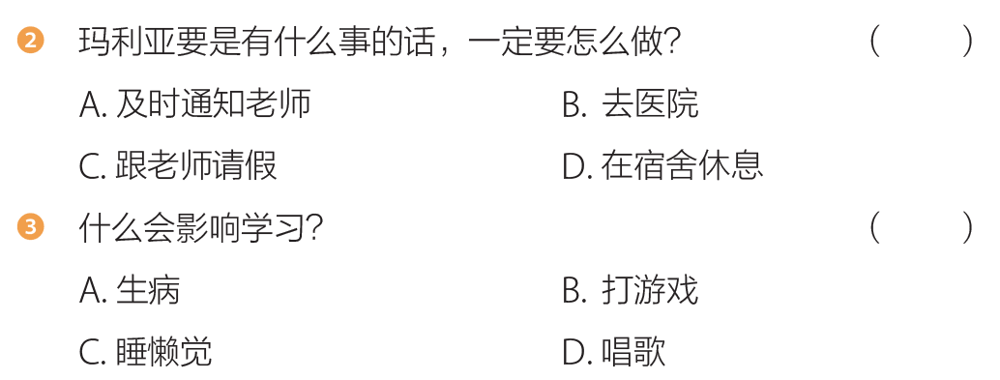 2 玛利亚要是有什么事的话，一定要怎么做？ （ ）
A. 及时通知老师 B. 去医院
C. 跟老师请假 D. 在宿舍休息
3 什么会影响学习？ （ ）
A. 生病 B. 打游戏
C. 睡懒觉 D. 唱歌